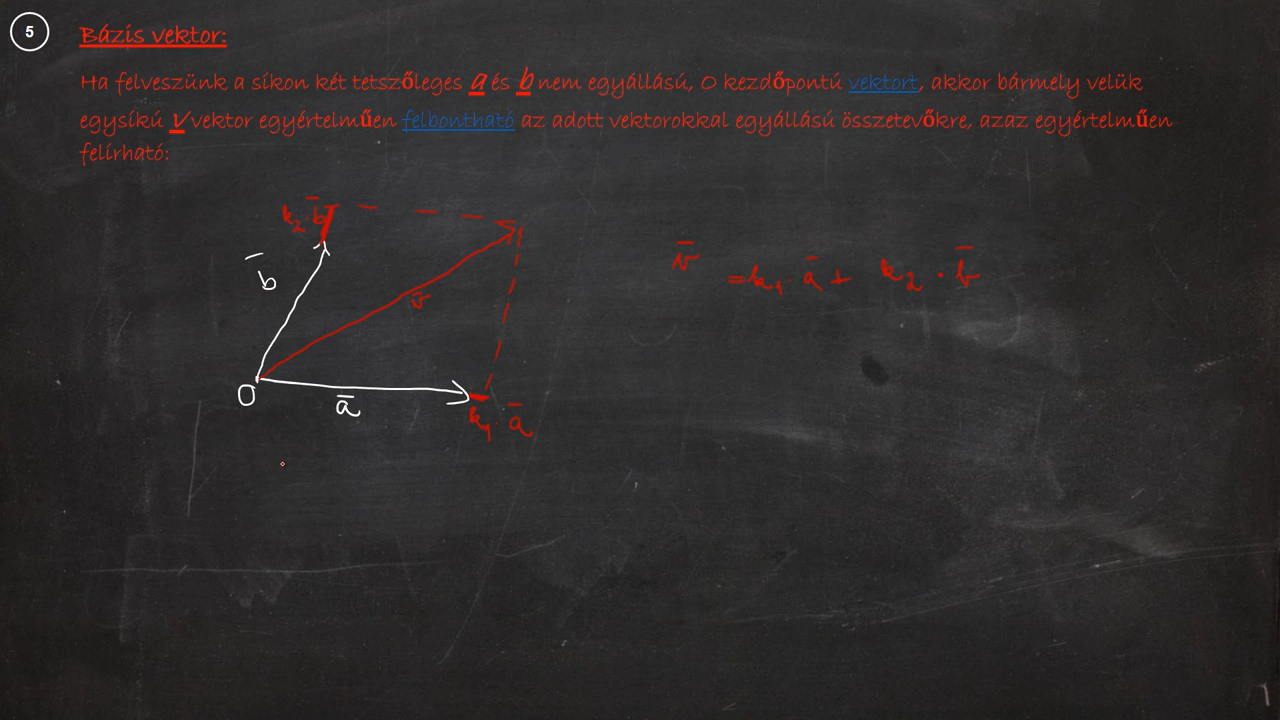 5
Bázis vektor:
Ha felveszünk a síkon két tetszőleges a és b nem egyállású, O kezdőpontú vektort, akkor bármely velük
egysíkú v vektor egyértelműen felbontható az adott vektorokkal egyállású összetevőkre, azaz egyértelműen
felírható:
k₂·b̅
b̅
v̅
O
a̅
k₁·a̅
v̅ = k₁·a̅ + k₂·b̅